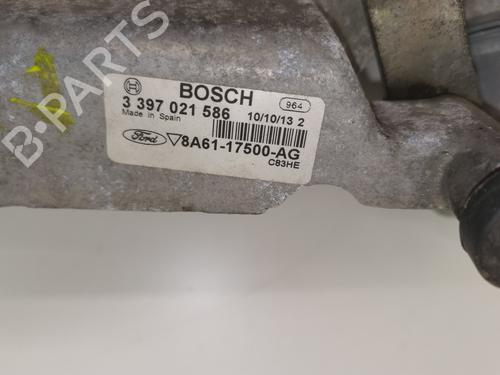 BOSCH
964
3 397 021 586
10/10/13 2
Made in Spain
Ford
8A61-17500-AG
C83HE
B-PARTS